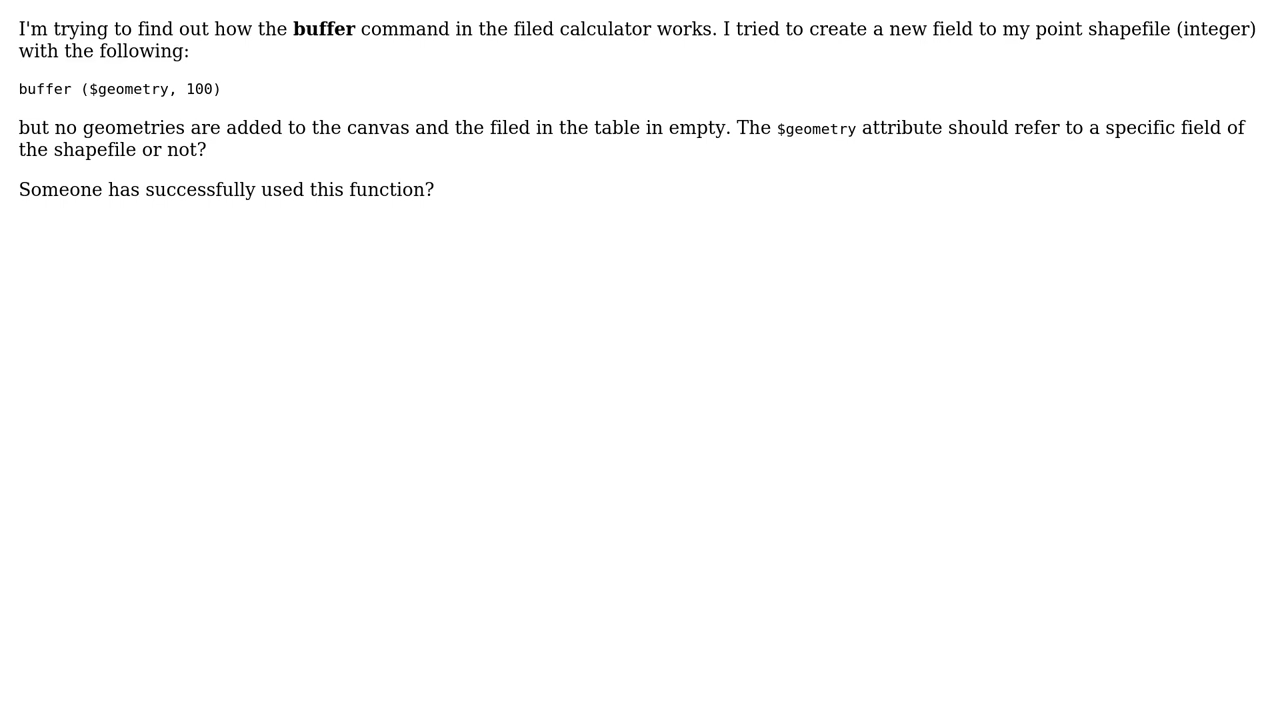 I'm trying to find out how the buffer command in the filed calculator works. I tried to create a new field to my point shapefile (integer)
with the following:
buffer ($geometry, 100)
but no geometries are added to the canvas and the filed in the table in empty. The $geometry attribute should refer to a specific field of
the shapefile or not?
Someone has successfully used this function?